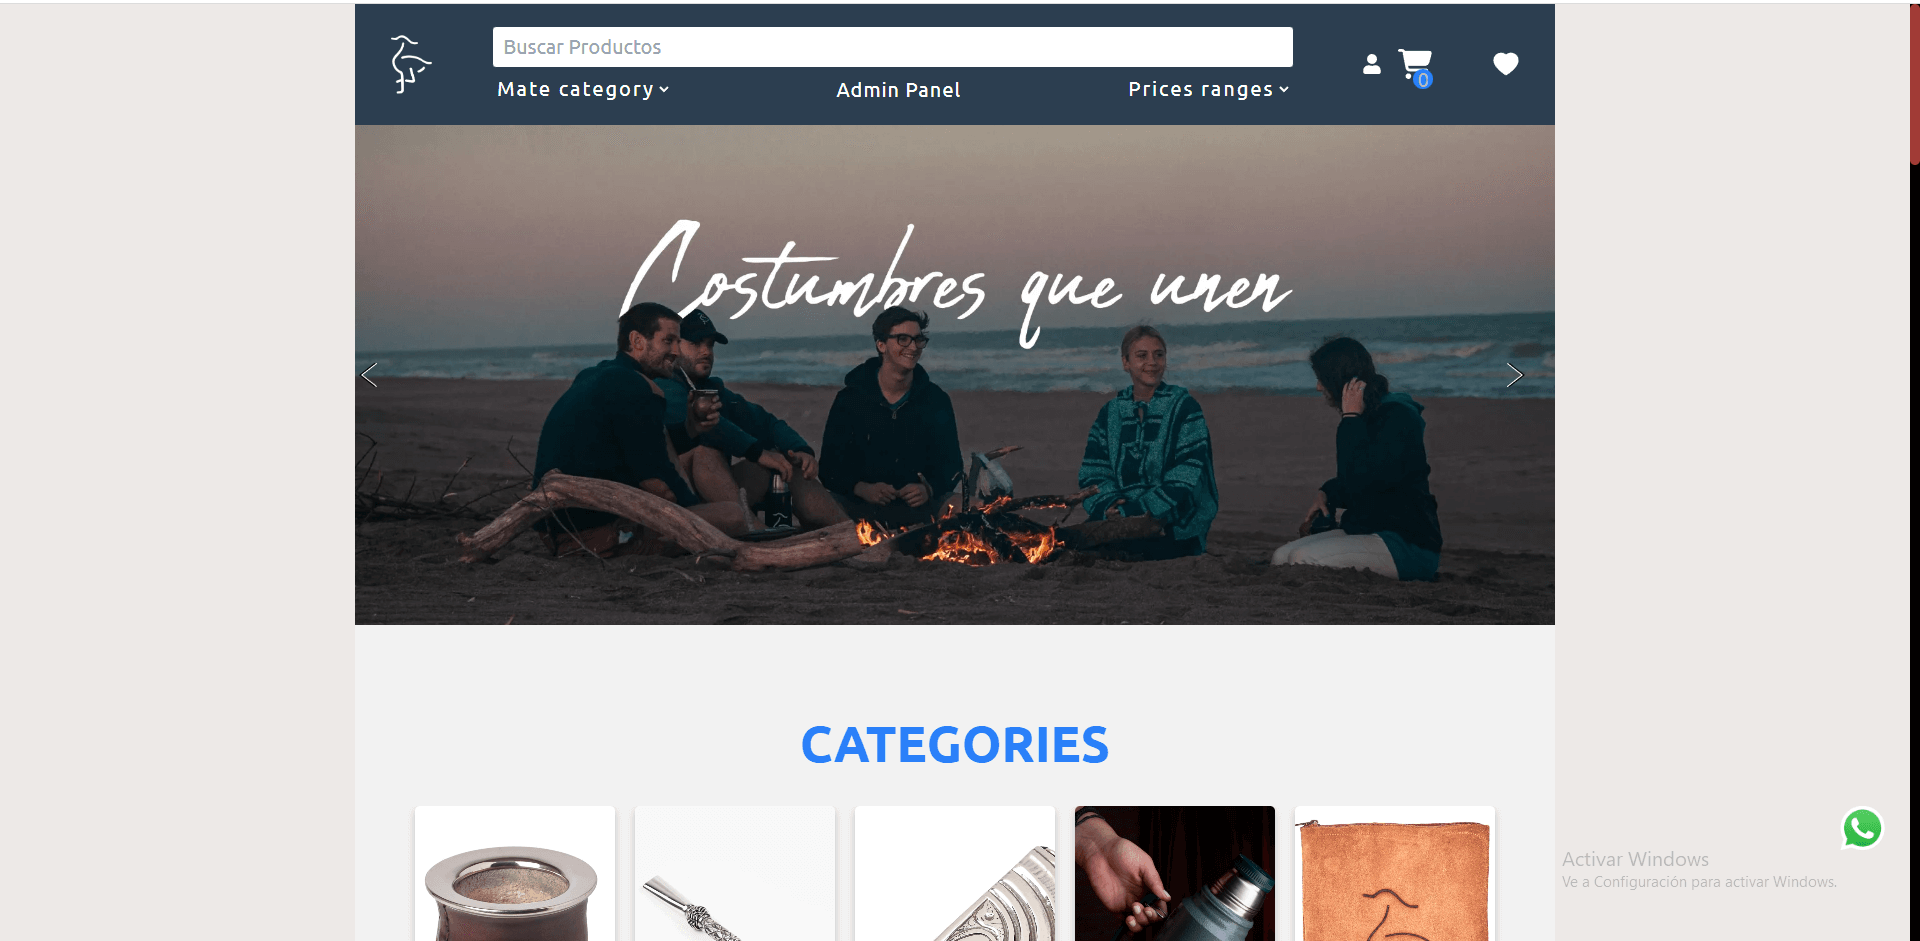 Buscar Productos
Mate category
Admin Panel
Prices ranges
0
Costumbres que unen
CATEGORIES
Activar Windows
Ve a Configuración para activar Windows.